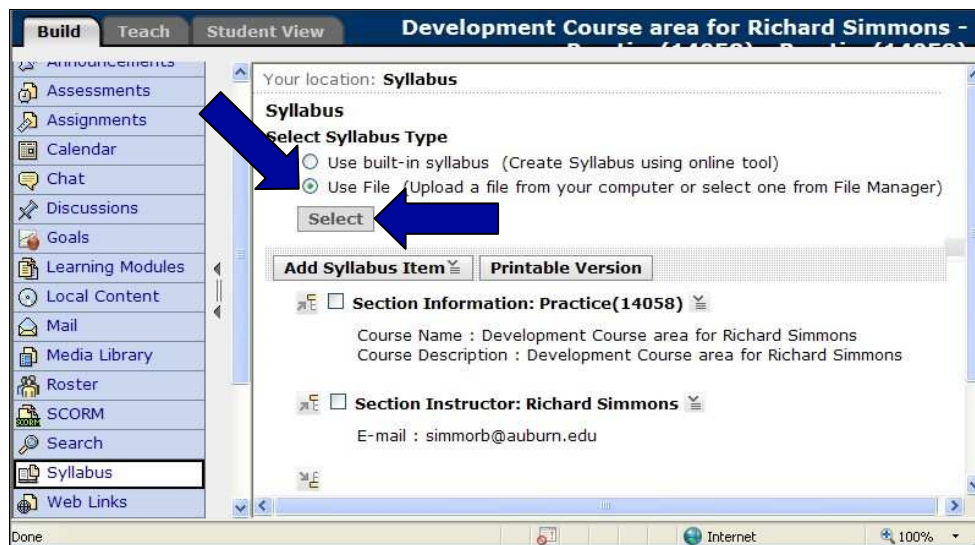 Build Teach Student View Development Course area for Richard Simmons -
Announcements
Assessments
Assignments
Calendar
Chat
Discussions
Goals
Learning Modules
Local Content
Mail
Media Library
Roster
SCORM
Search
Syllabus
Web Links
Your location: Syllabus
Syllabus
Select Syllabus Type
Use built-in syllabus (Create Syllabus using online tool)
Use File (Upload a file from your computer or select one from File Manager)
Select
Add Syllabus Item Printable Version
Section Information: Practice(14058)
Course Name : Development Course area for Richard Simmons
Course Description : Development Course area for Richard Simmons
Section Instructor: Richard Simmons
E-mail : simmorb@auburn.edu
Done Internet 100%